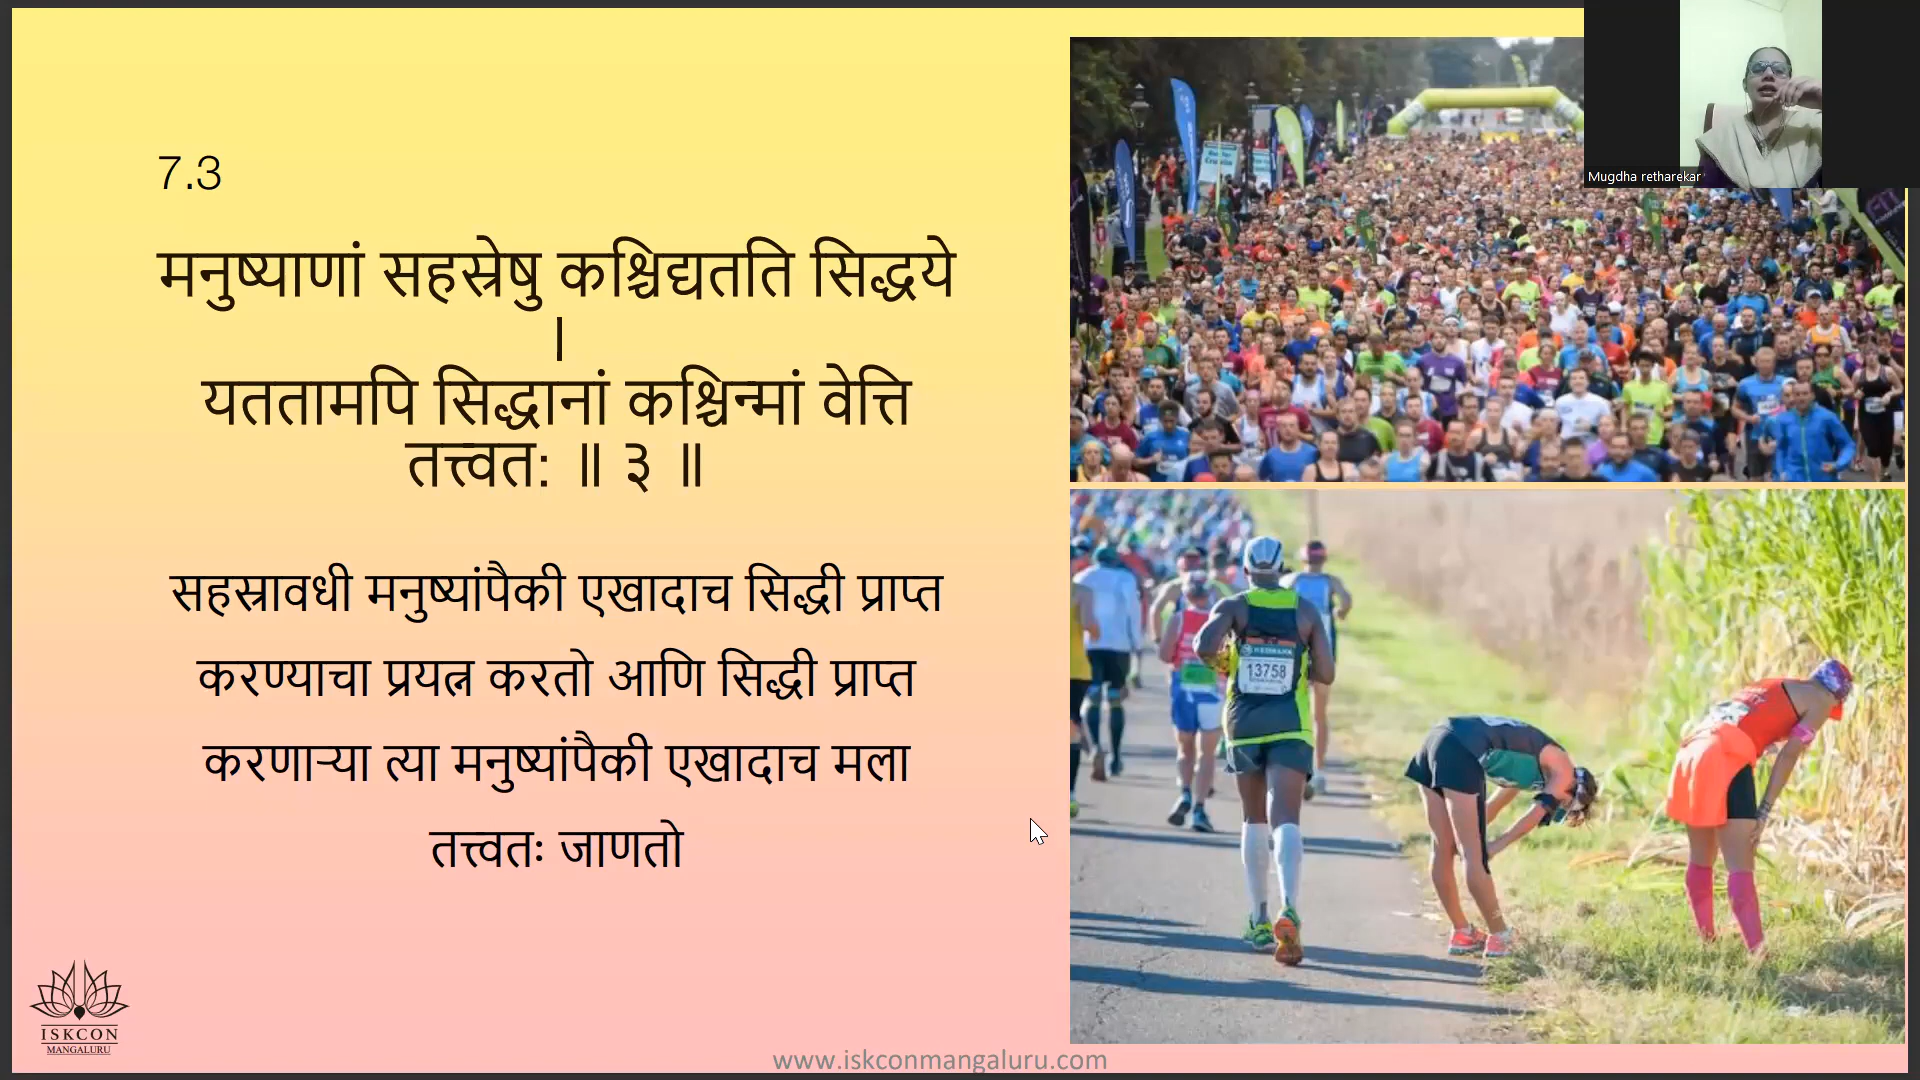 7.3
मनुष्याणां सहस्रेषु कश्चिद्यतति सिद्धये
।
यततामपि सिद्धानां कश्चिन्मां वेत्ति
तत्त्वत: ॥ ३ ॥
सहस्रावधी मनुष्यांपैकी एखादाच सिद्धी प्राप्त
करण्याचा प्रयत्न करतो आणि सिद्धी प्राप्त
करणाऱ्या त्या मनुष्यांपैकी एखादाच मला
तत्त्वतः जाणतो
Mugdha retharekar
13758
ISKCON
MANGALURU
www.iskconmangaluru.com